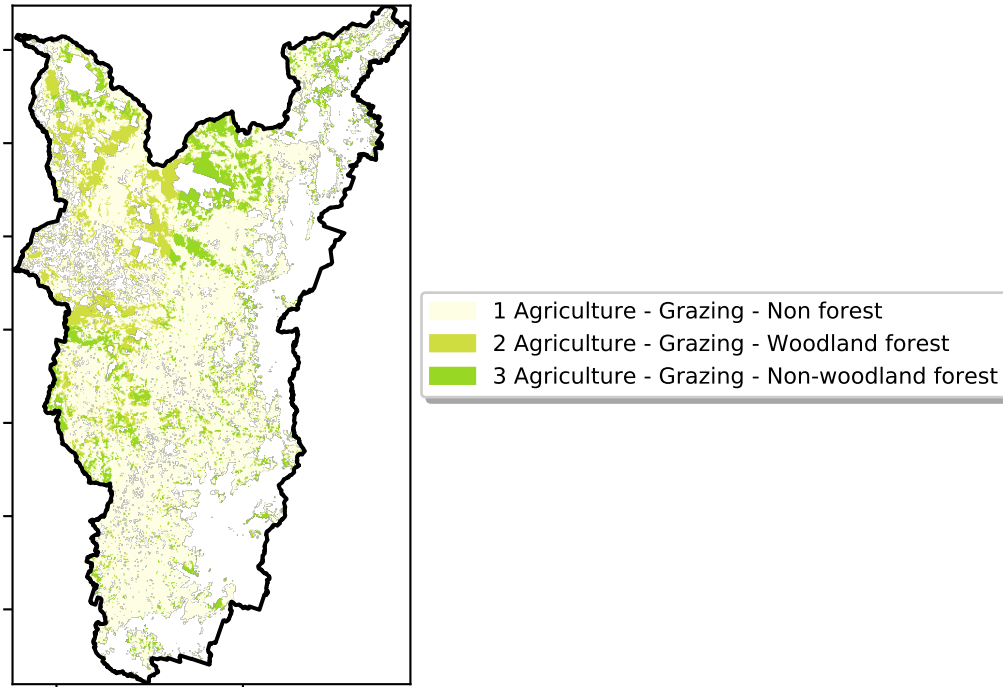 1 Agriculture - Grazing - Non forest
2 Agriculture - Grazing - Woodland forest
3 Agriculture - Grazing - Non-woodland forest